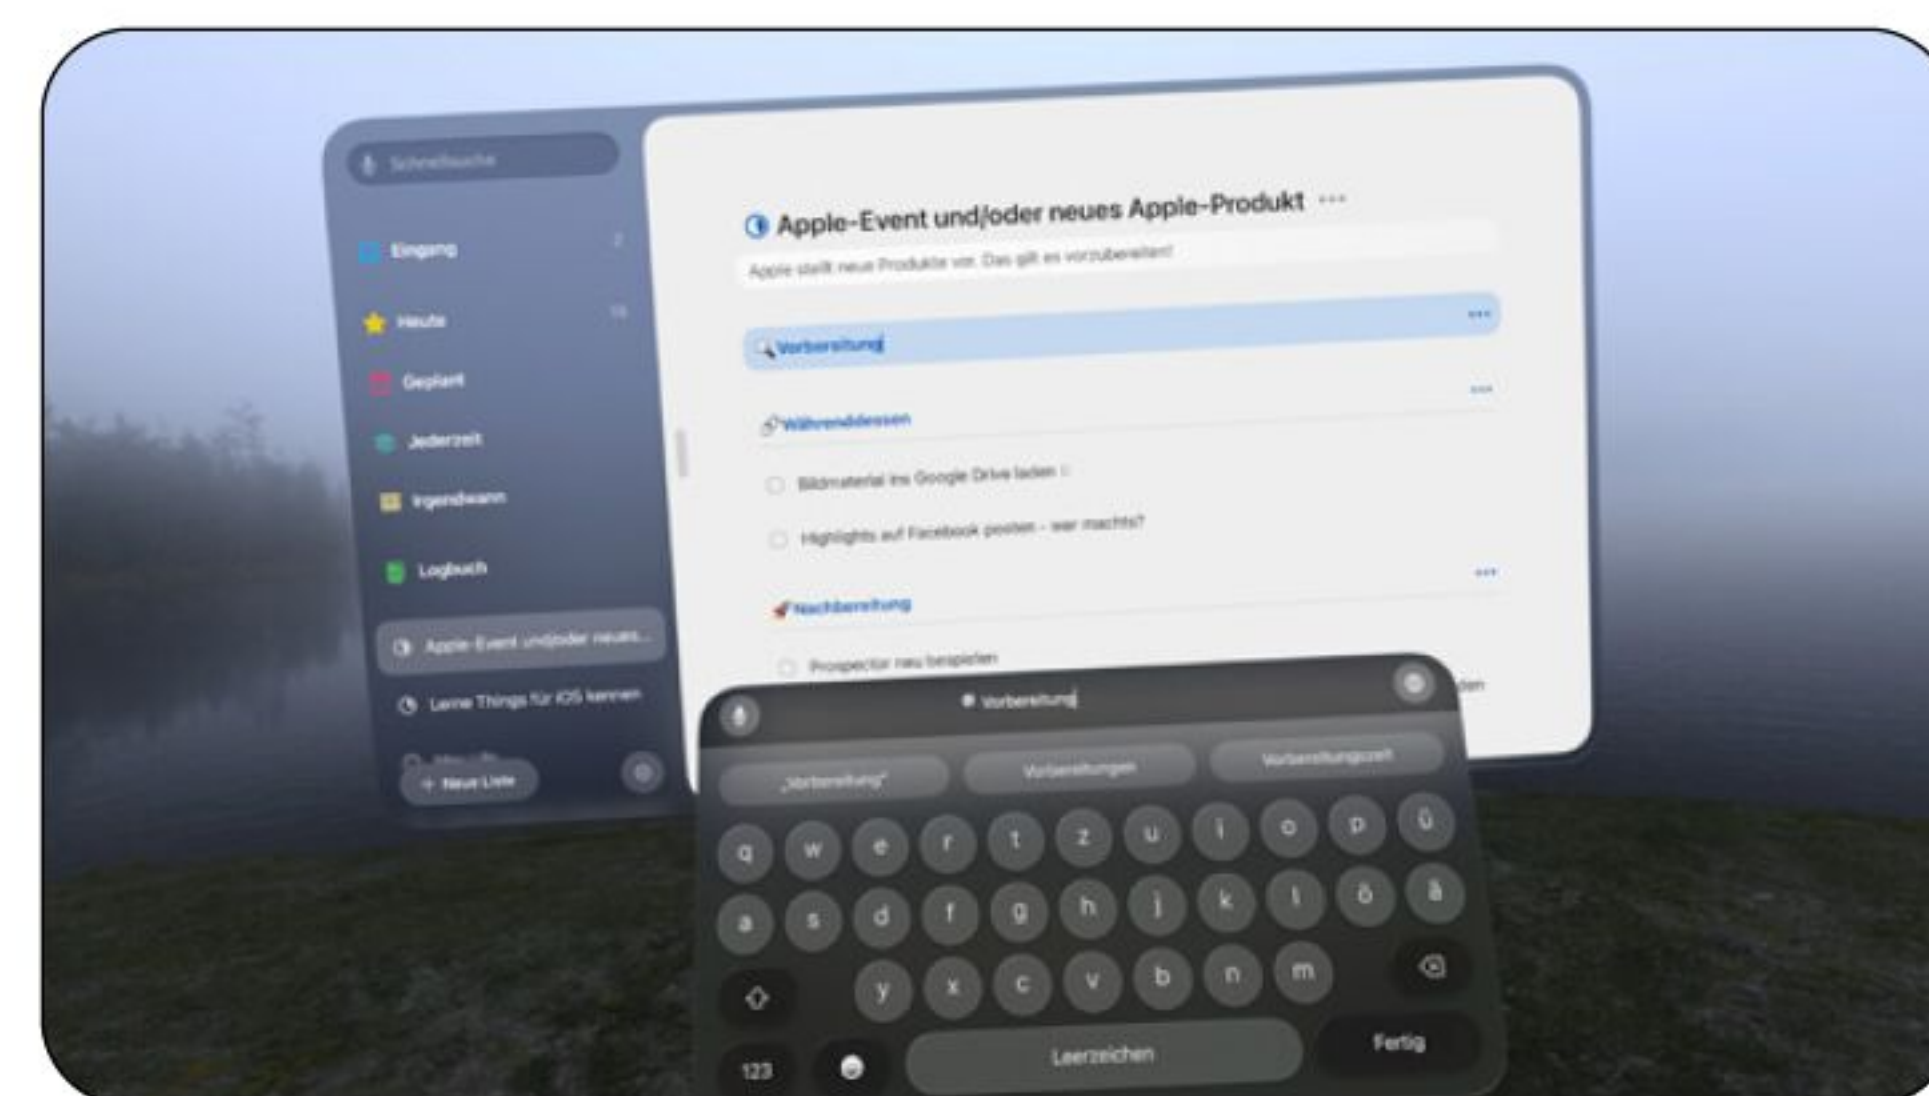 Schnellsuche
Eingang 2
Heute
Geplant
Jederzeit
Irgendwann
Logbuch
Apple-Event und/oder neues...
Lerne Things für iOS kennen
+ Neue Liste
Apple-Event und/oder neues Apple-Produkt ...
Apple stellt neue Produkte vor. Das gilt es vorzubereiten!
Vorbereitung
Währenddessen
Bildmaterial ins Google Drive laden
Highlights auf Facebook posten - wer machts?
Nachbereitung
Prospector neu bespielen
den
Vorbereitung
„Vorbereitung“ Vorbereitungen Vorbereitungszeit
q w e r t z u i o p ü
a s d f g h j k l ö ä
y x c v b n m
123 Leerzeichen Fertig